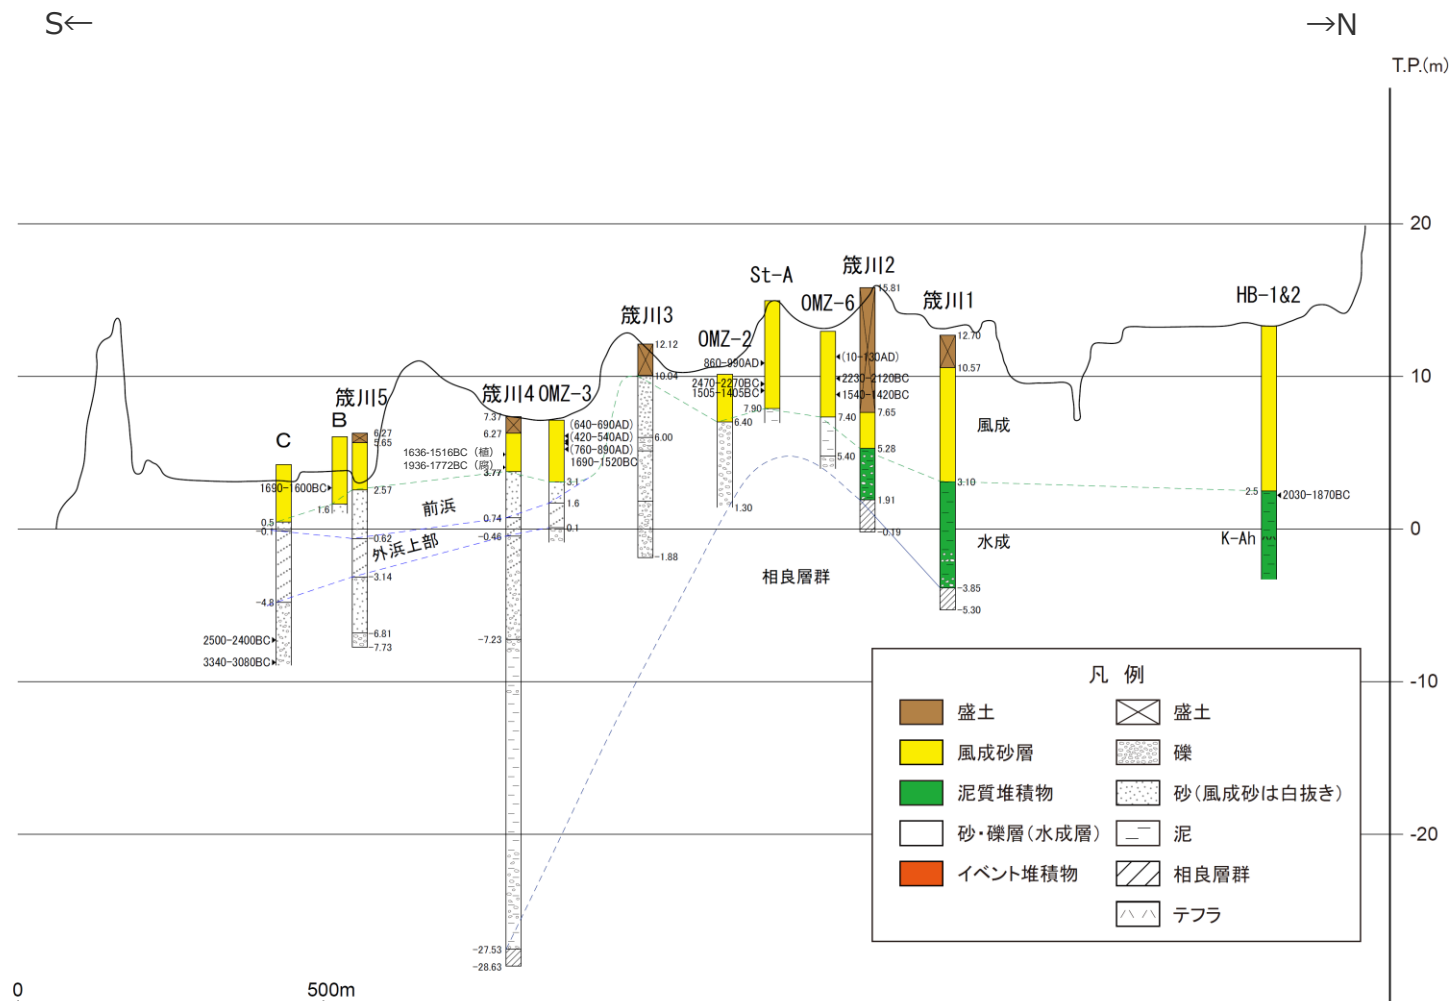 S←
→N
T.P.(m)
20
10
0
-10
-20
C
0.5
-0.1
-4.8
2500-2400BC
3340-3080BC
B
1690-1600BC
1.6
筬川5
6.27
5.65
2.57
-0.62
-3.14
-6.81
-7.73
前浜
外浜上部
筬川4
7.37
6.27
1636-1516BC (植)
1936-1772BC (腐)
3.77
0.74
-0.46
-7.23
-27.53
-28.63
OMZ-3
(640-690AD)
(420-540AD)
(760-890AD)
1690-1520BC
3.1
1.6
0.1
筬川3
12.12
10.04
6.00
-1.88
OMZ-2
6.40
1.30
St-A
860-990AD
2470-2270BC
1505-1405BC
7.90
OMZ-6
(10-130AD)
2230-2120BC
1540-1420BC
7.40
5.40
筬川2
15.81
7.65
5.28
1.91
-0.19
相良層群
筬川1
12.70
10.57
3.10
-3.85
-5.30
風成
水成
HB-1&2
2.5
2030-1870BC
K-Ah
凡 例
盛土
風成砂層
泥質堆積物
砂・礫層(水成層)
イベント堆積物
盛土
礫
砂(風成砂は白抜き)
泥
相良層群
テフラ
0
500m